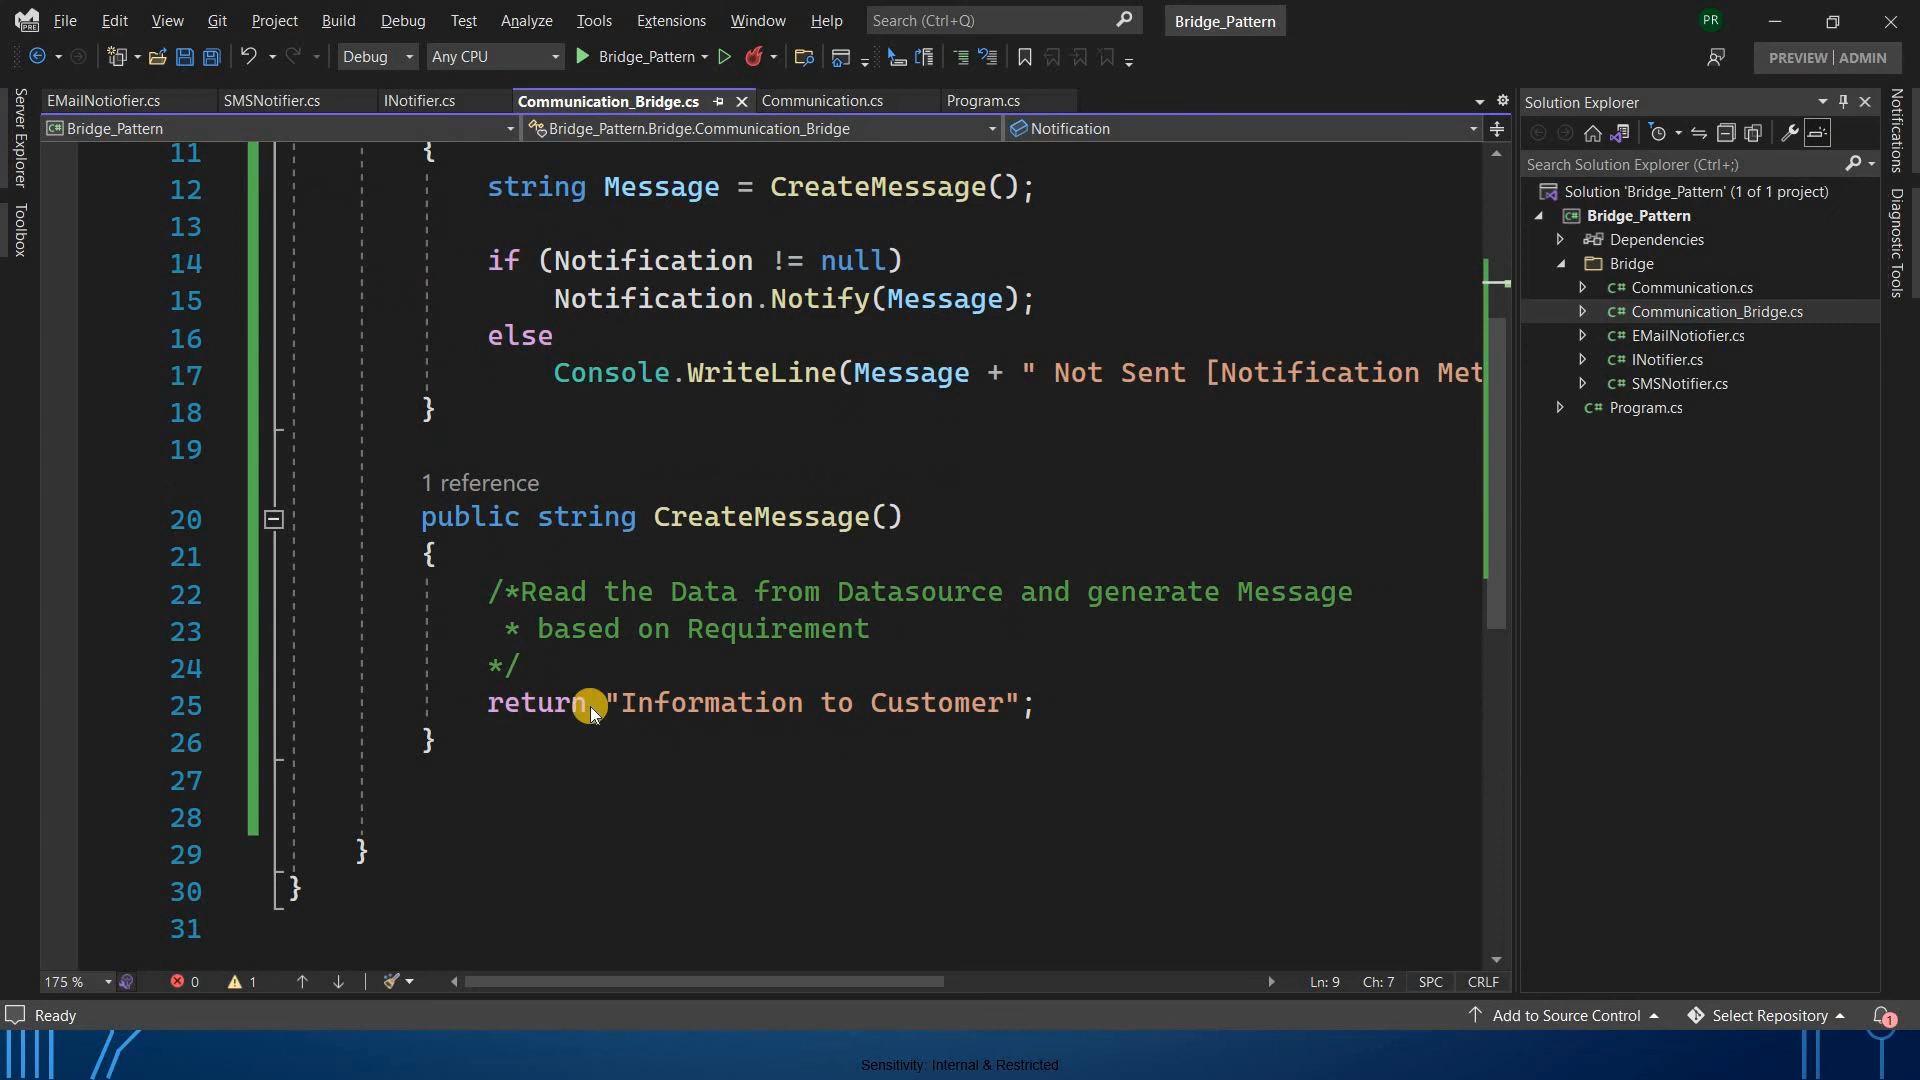 File Edit View Git Project Build Debug Test Analyze Tools Extensions Window Help Search (Ctrl+Q) Bridge_Pattern PR
PRE
Debug Any CPU Bridge_Pattern PREVIEW / ADMIN
Server Explorer
Toolbox
EMailNotiofier.cs SMSNotifier.cs INotifier.cs Communication_Bridge.cs Communication.cs Program.cs
Bridge_Pattern Bridge_Pattern.Bridge.Communication_Bridge Notification
11 {
12 string Message = CreateMessage();
13
14 if (Notification != null)
15 Notification.Notify(Message);
16 else
17 Console.WriteLine(Message + " Not Sent [Notification Met
18 }
19
1 reference
20 public string CreateMessage()
21 {
22 /*Read the Data from Datasource and generate Message
23 * based on Requirement
24 */
25 return "Information to Customer";
26 }
27
28
29 }
30 }
31
175 % 0 1 Ln: 9 Ch: 7 SPC CRLF
Solution Explorer
Search Solution Explorer (Ctrl+;)
Solution 'Bridge_Pattern' (1 of 1 project)
C# Bridge_Pattern
Dependencies
Bridge
C# Communication.cs
C# Communication_Bridge.cs
C# EMailNotiofier.cs
C# INotifier.cs
C# SMSNotifier.cs
C# Program.cs
Notifications
Diagnostic Tools
Ready Add to Source Control Select Repository 1
Sensitivity: Internal & Restricted